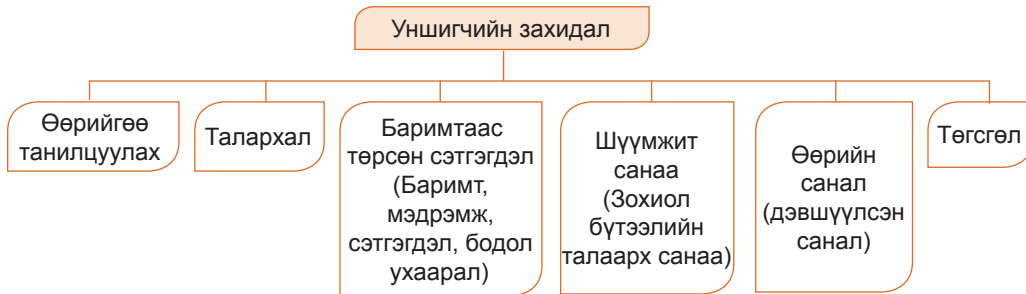 Уншигчийн захидал
Өөрийгөө
танилцуулах
Талархал
Баримтаас
төрсөн сэтгэгдэл
(Баримт,
мэдрэмж,
сэтгэгдэл, бодол
ухаарал)
Шүүмжит
санаа
(Зохиол
бүтээлийн
талаарх санаа)
Өөрийн
санал
(дэвшүүлсэн
санал)
Төгсгөл